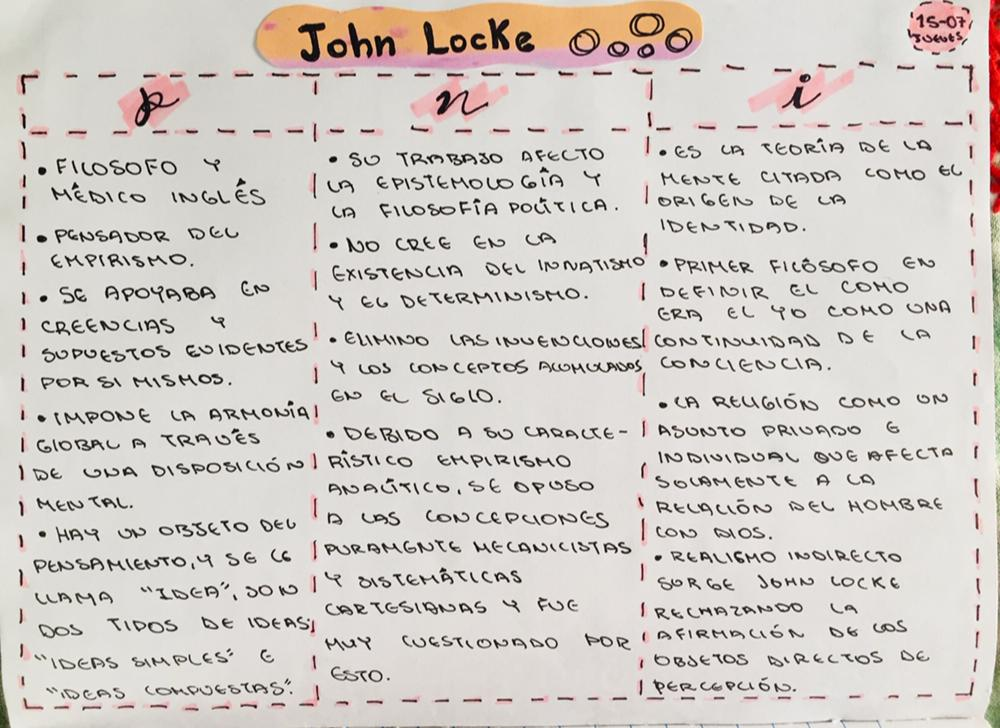 John Locke
15-07
JUEVES
P
• FILOSOFO Y
MÉDICO INGLÉS
• PENSADOR DEL
EMPIRISMO.
• SE APOYABA EN
CREENCIAS Y
SUPUESTOS EVIDENTES
POR SI MISMOS.
• IMPONE LA ARMONÍA
GLOBAL A TRAVÉS
DE UNA DISPOSICIÓN
MENTAL.
• HAY UN OBJETO DEL
PENSAMIENTO, Y SE LE
LLAMA "IDEA", SON
DOS TIPOS DE IDEAS;
"IDEAS SIMPLES" E
"IDEAS COMPUESTAS".
n
• SU TRABAJO AFECTO
LA EPISTEMOLOGÍA Y
LA FILOSOFÍA POLÍTICA.
• NO CREE EN LA
EXISTENCIA DEL INNATISMO
Y EL DETERMINISMO.
• ELIMINO LAS INVENCIONES
Y LOS CONCEPTOS ACUMULADOS
EN EL SIGLO.
• DEBIDO A SU CARACTE-
RÍSTICO EMPIRISMO
ANALÍTICO, SE OPUSO
A LAS CONCEPCIONES
PURAMENTE MECANICISTAS
Y SISTEMÁTICAS
CARTESIANAS Y FUE
MUY CUESTIONADO POR
ESTO.
i
• ES LA TEORÍA DE LA
MENTE CITADA COMO EL
ORIGEN DE LA
IDENTIDAD.
• PRIMER FILÓSOFO EN
DEFINIR EL COMO
ERA EL YO COMO UNA
CONTINUIDAD DE LA
CONCIENCIA.
• LA RELIGIÓN COMO UN
ASUNTO PRIVADO E
INDIVIDUAL QUE AFECTA
SOLAMENTE A LA
RELACIÓN DEL HOMBRE
CON DIOS.
• REALISMO INDIRECTO
SURGE JOHN LOCKE
RECHAZANDO LA
AFIRMACIÓN DE LOS
OBJETOS DIRECTOS DE
PERCEPCIÓN.